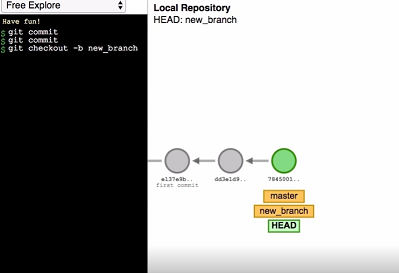 Free Explore
Have fun!
$ git commit
$ git commit
$ git checkout -b new_branch
Local Repository
HEAD: new_branch
e137e9b..
first commit
dd3e1d9..
7845001..
master
new_branch
HEAD